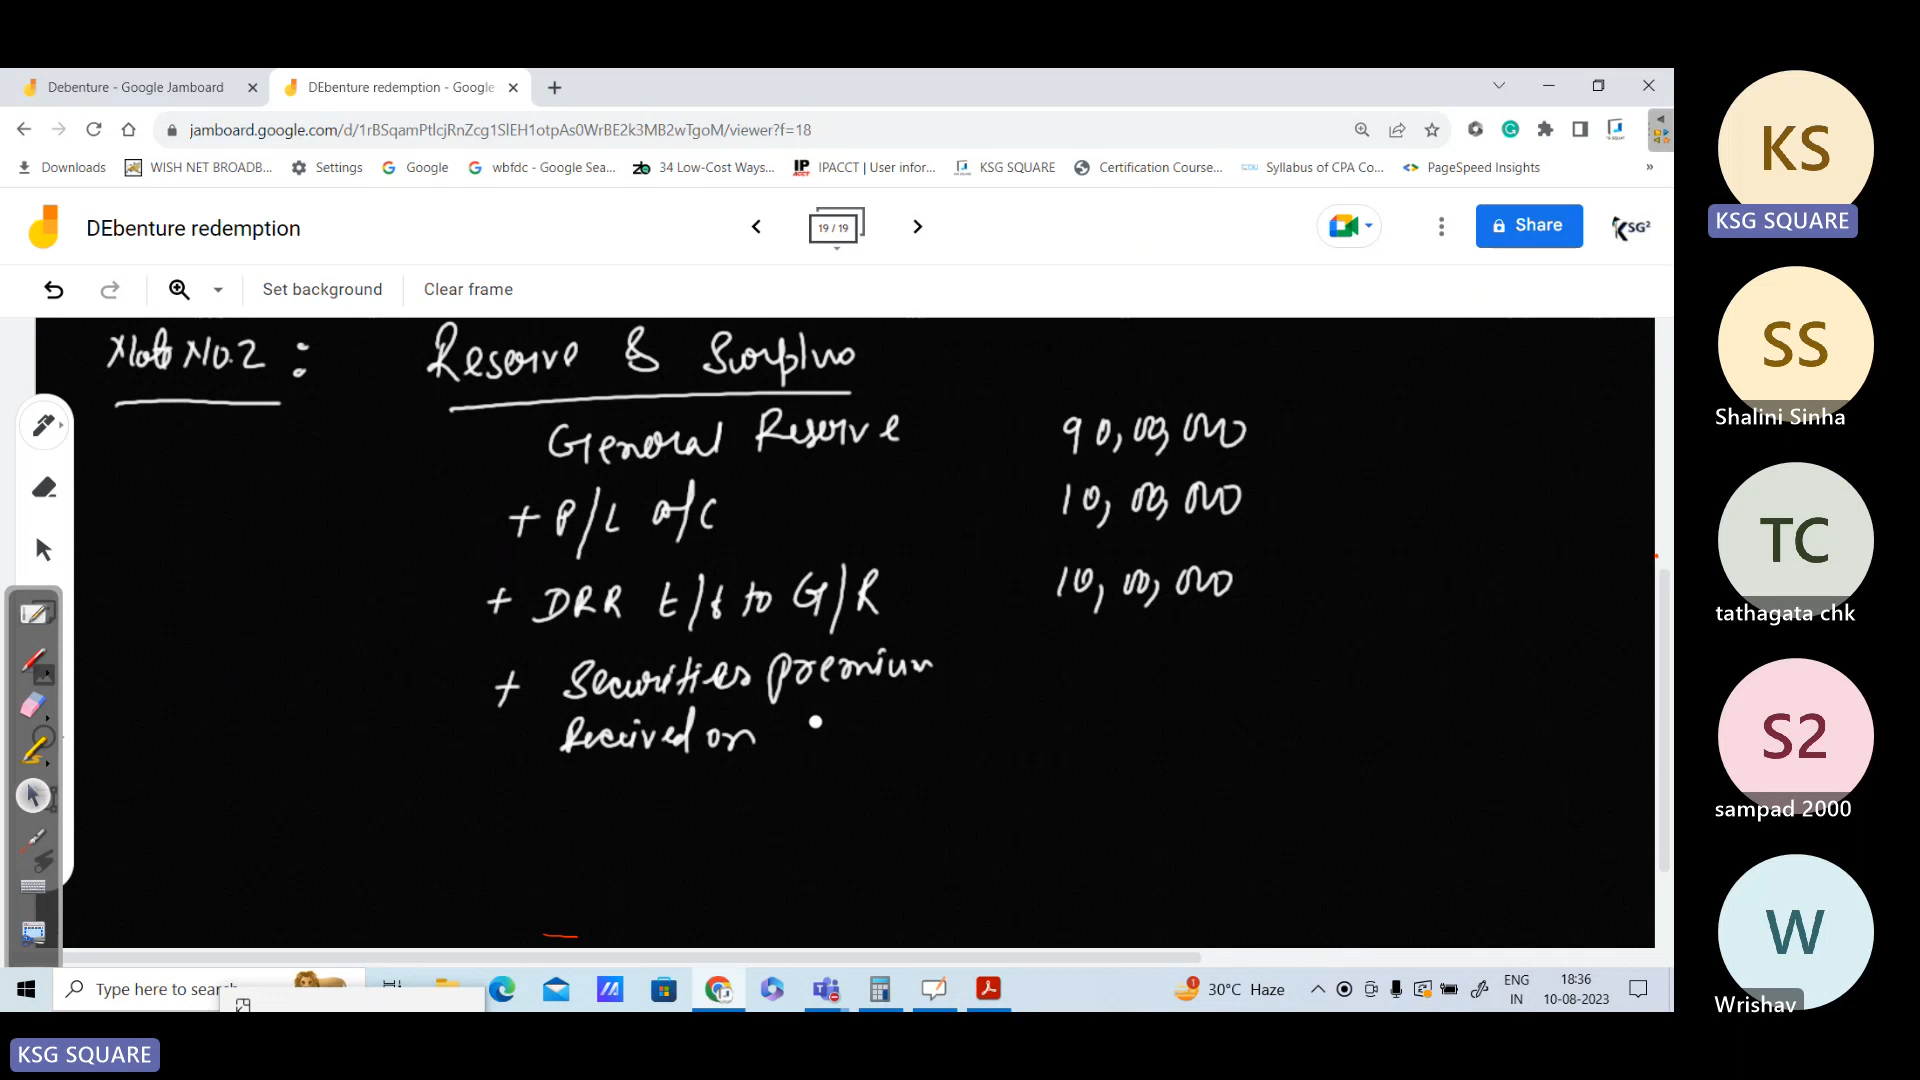 Debenture - Google Jamboard
DEbenture redemption - Google
jamboard.google.com/d/1rBSqamPtlcjRnZcg1SlEH1otpAs0WrBE2k3MB2wTgoM/viewer?f=18
Downloads WISH NET BROADB... Settings Google wbfdc - Google Sea... 34 Low-Cost Ways... IPACCT | User infor... KSG SQUARE Certification Course... Syllabus of CPA Co... PageSpeed Insights »
DEbenture redemption
19 / 19
Share
KSG²
Set background Clear frame
Note No.2 : Reserve & Surplus
General Reserve 90,00,000
+ P/L a/c 10,00,000
+ DRR t/f to G/R 10,00,000
+ Securities premium
Received on
Type here to search
30°C Haze
ENG
IN
18:36
10-08-2023
KS
KSG SQUARE
SS
Shalini Sinha
TC
tathagata chk
S2
sampad 2000
W
Wrishav
KSG SQUARE